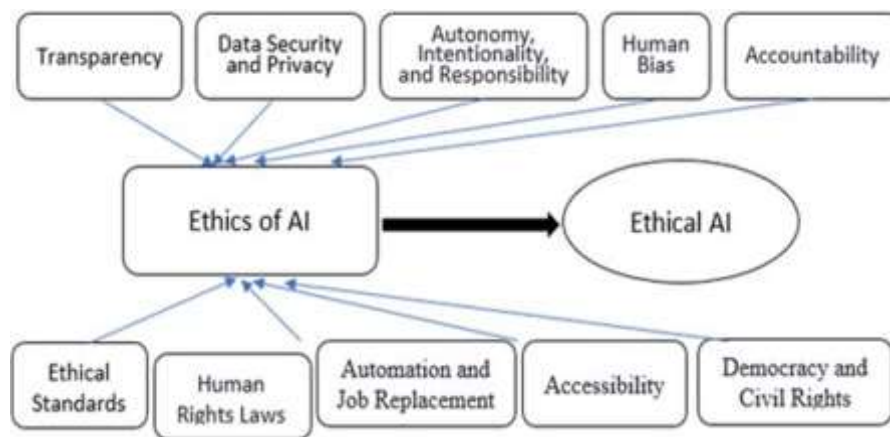 Transparency
Data Security
and Privacy
Autonomy,
Intentionality,
and Responsibility
Human
Bias
Accountability
Ethics of AI
Ethical AI
Ethical
Standards
Human
Rights Laws
Automation and
Job Replacement
Accessibility
Democracy and
Civil Rights